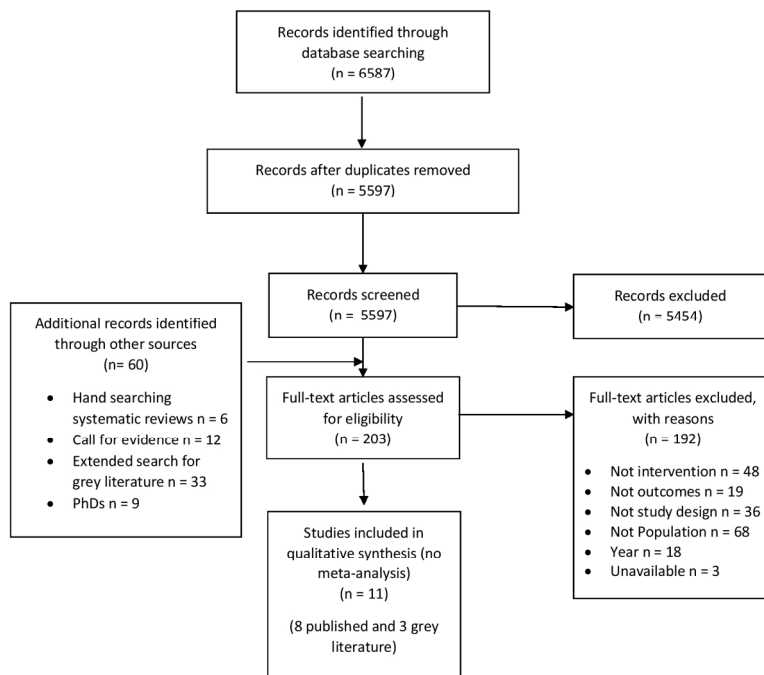 Records identified through
database searching
(n = 6587)
Records after duplicates removed
(n = 5597)
Records screened
(n = 5597)
Records excluded
(n = 5454)
Additional records identified
through other sources
(n= 60)
• Hand searching
systematic reviews n = 6
• Call for evidence n = 12
• Extended search for
grey literature n = 33
• PhDs n = 9
Full-text articles assessed
for eligibility
(n = 203)
Full-text articles excluded,
with reasons
(n = 192)
• Not intervention n = 48
• Not outcomes n = 19
• Not study design n = 36
• Not Population n = 68
• Year n = 18
• Unavailable n = 3
Studies included in
qualitative synthesis (no
meta-analysis)
(n = 11)
(8 published and 3 grey
literature)